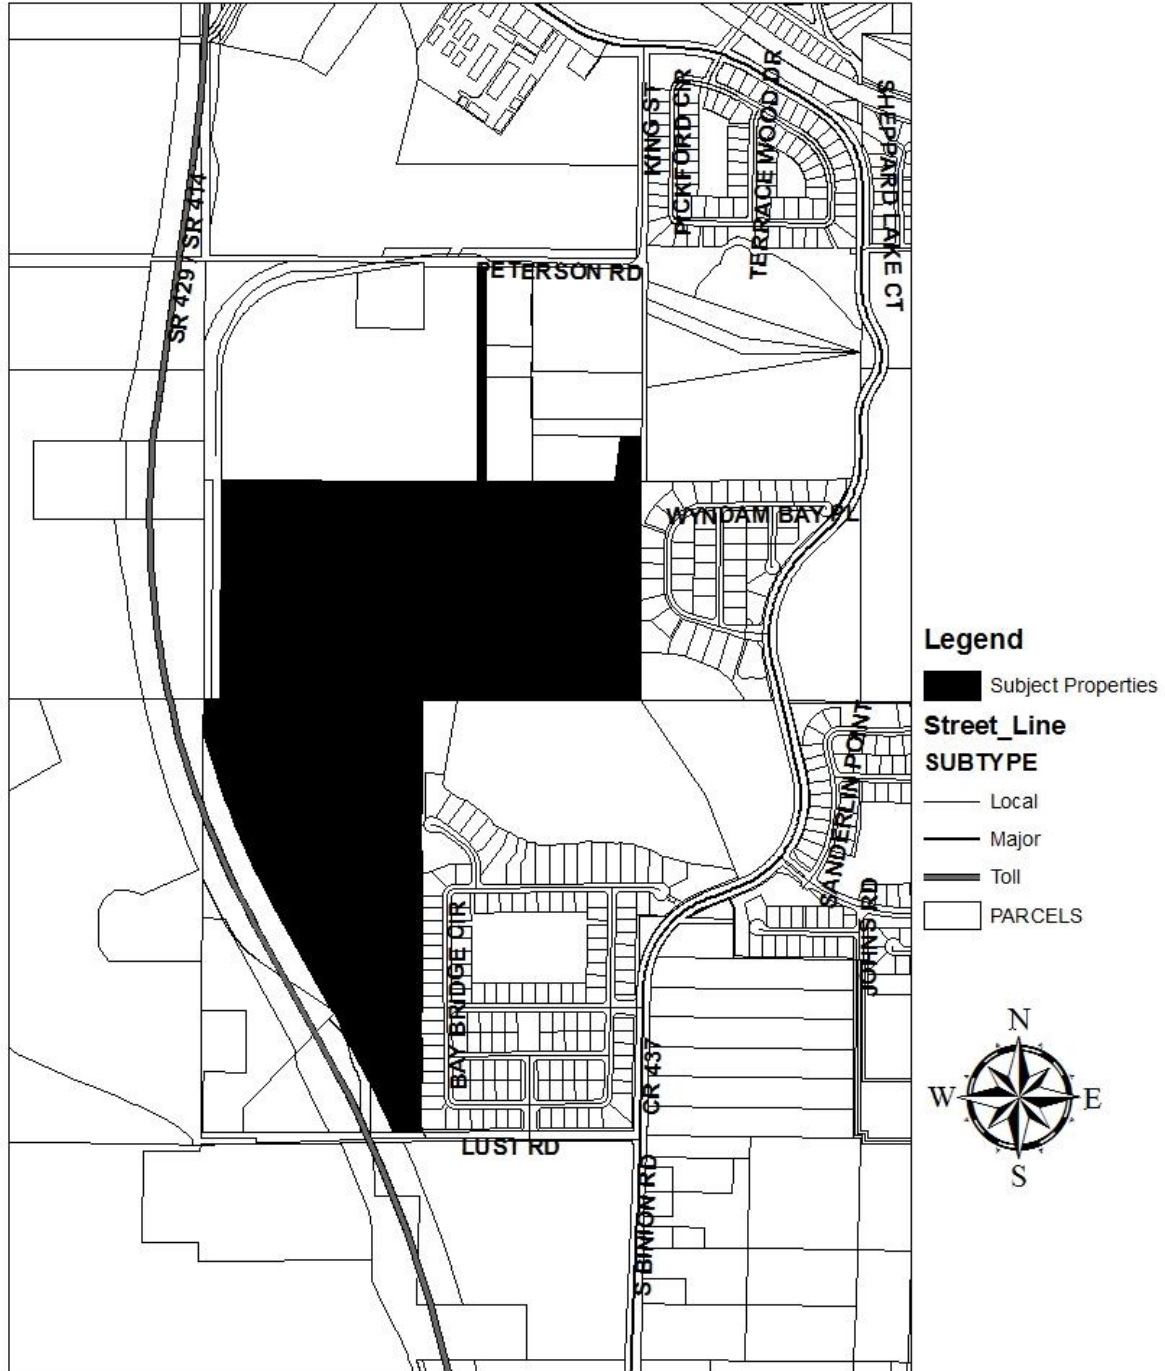 KING ST
PICKFORD CIR
TERRACE WOOD DR
SHEPPARD LAKE CT
SR 429 / SR 414
PETERSON RD
WYNDAM BAY PL
SANDERLIN POINT
JOHNS RD
BAY BRIDGE CIR
CR 437
LUST RD
S BINION RD
Legend
Subject Properties
Street_Line
SUBTYPE
Local
Major
Toll
PARCELS
N
W
E
S